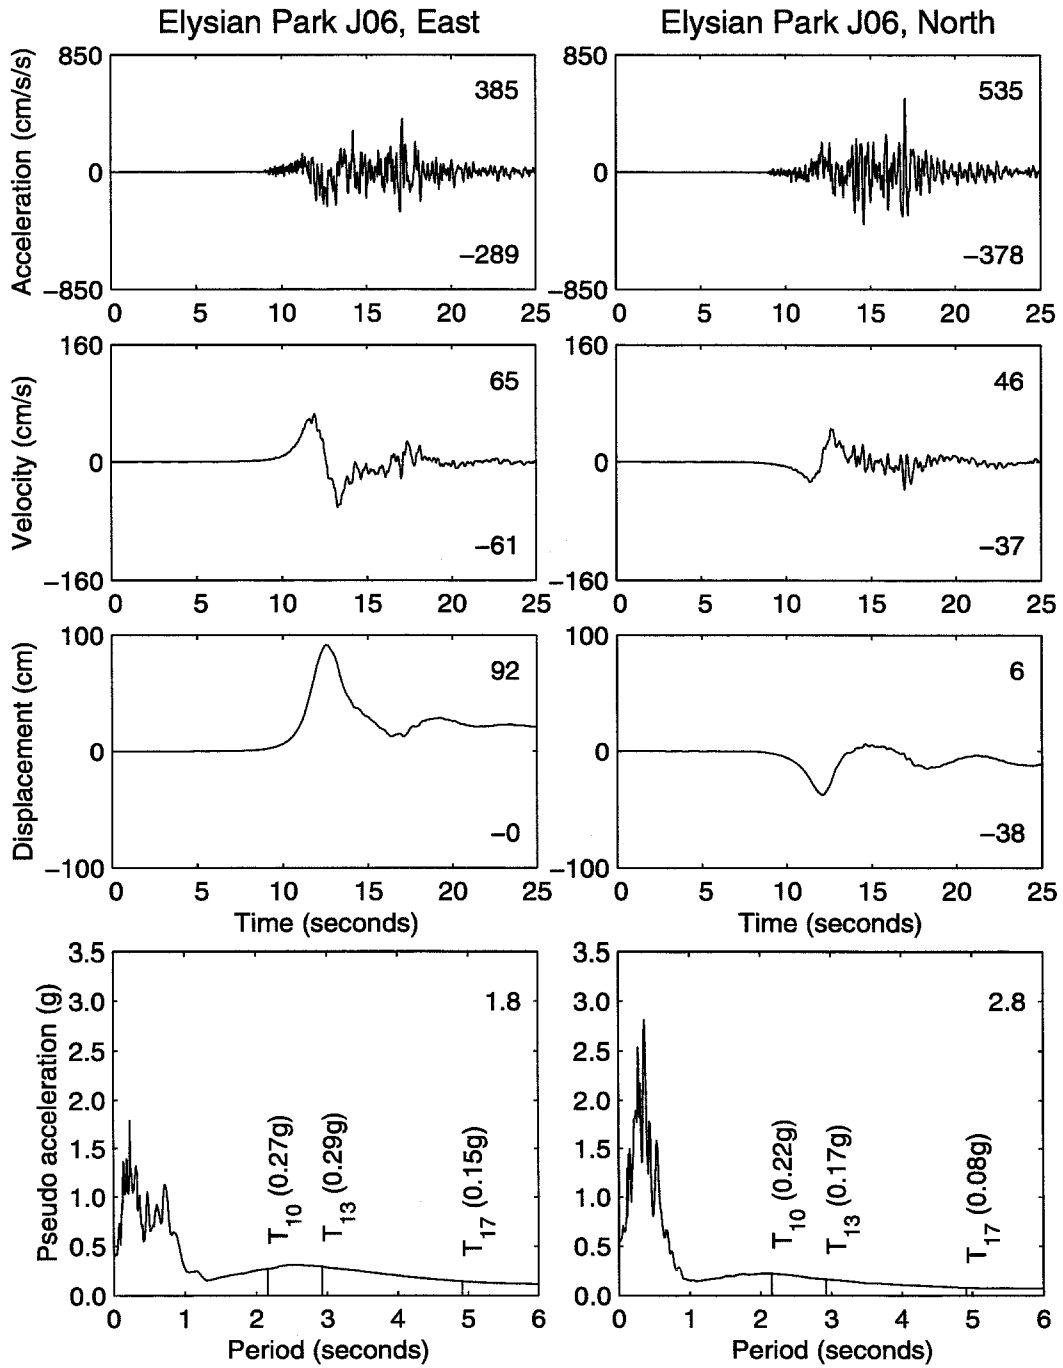 Elysian Park J06, East
Elysian Park J06, North
Acceleration (cm/s/s)
850
0
−850
385
−289
0 5 10 15 20 25
850
0
−850
535
−378
0 5 10 15 20 25
Velocity (cm/s)
160
0
−160
65
−61
0 5 10 15 20 25
160
0
−160
46
−37
0 5 10 15 20 25
Displacement (cm)
100
0
−100
92
−0
0 5 10 15 20 25
Time (seconds)
100
0
−100
6
−38
0 5 10 15 20 25
Time (seconds)
Pseudo acceleration (g)
3.5
3.0
2.5
2.0
1.5
1.0
0.5
0.0
1.8
T10 (0.27g)
T13 (0.29g)
T17 (0.15g)
0 1 2 3 4 5 6
Period (seconds)
3.5
3.0
2.5
2.0
1.5
1.0
0.5
0.0
2.8
T10 (0.22g)
T13 (0.17g)
T17 (0.08g)
0 1 2 3 4 5 6
Period (seconds)